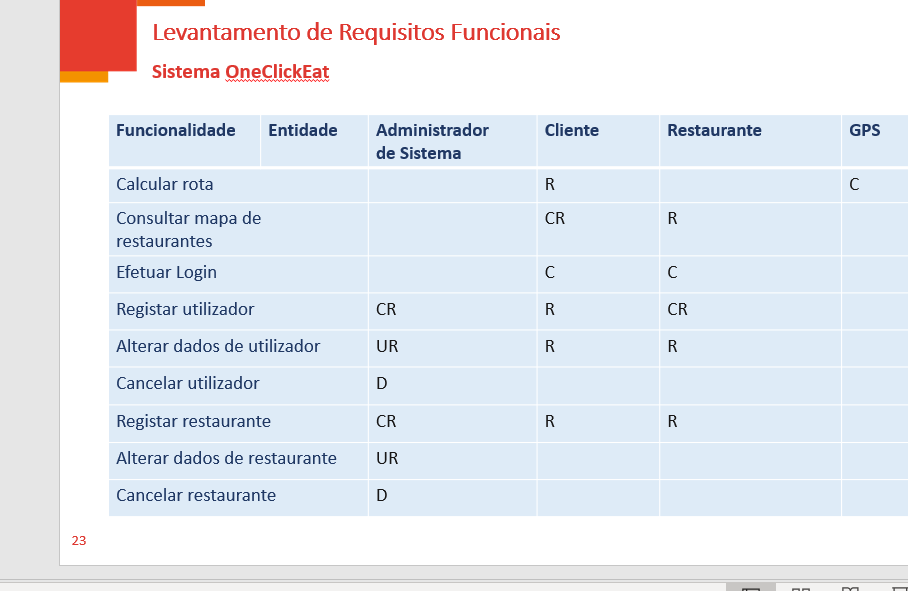 Levantamento de Requisitos Funcionais
Sistema OneClickEat
Funcionalidade Entidade Administrador de Sistema Cliente Restaurante GPS
Calcular rota R C
Consultar mapa de restaurantes CR R
Efetuar Login C C
Registar utilizador CR R CR
Alterar dados de utilizador UR R R
Cancelar utilizador D
Registar restaurante CR R R
Alterar dados de restaurante UR
Cancelar restaurante D
23